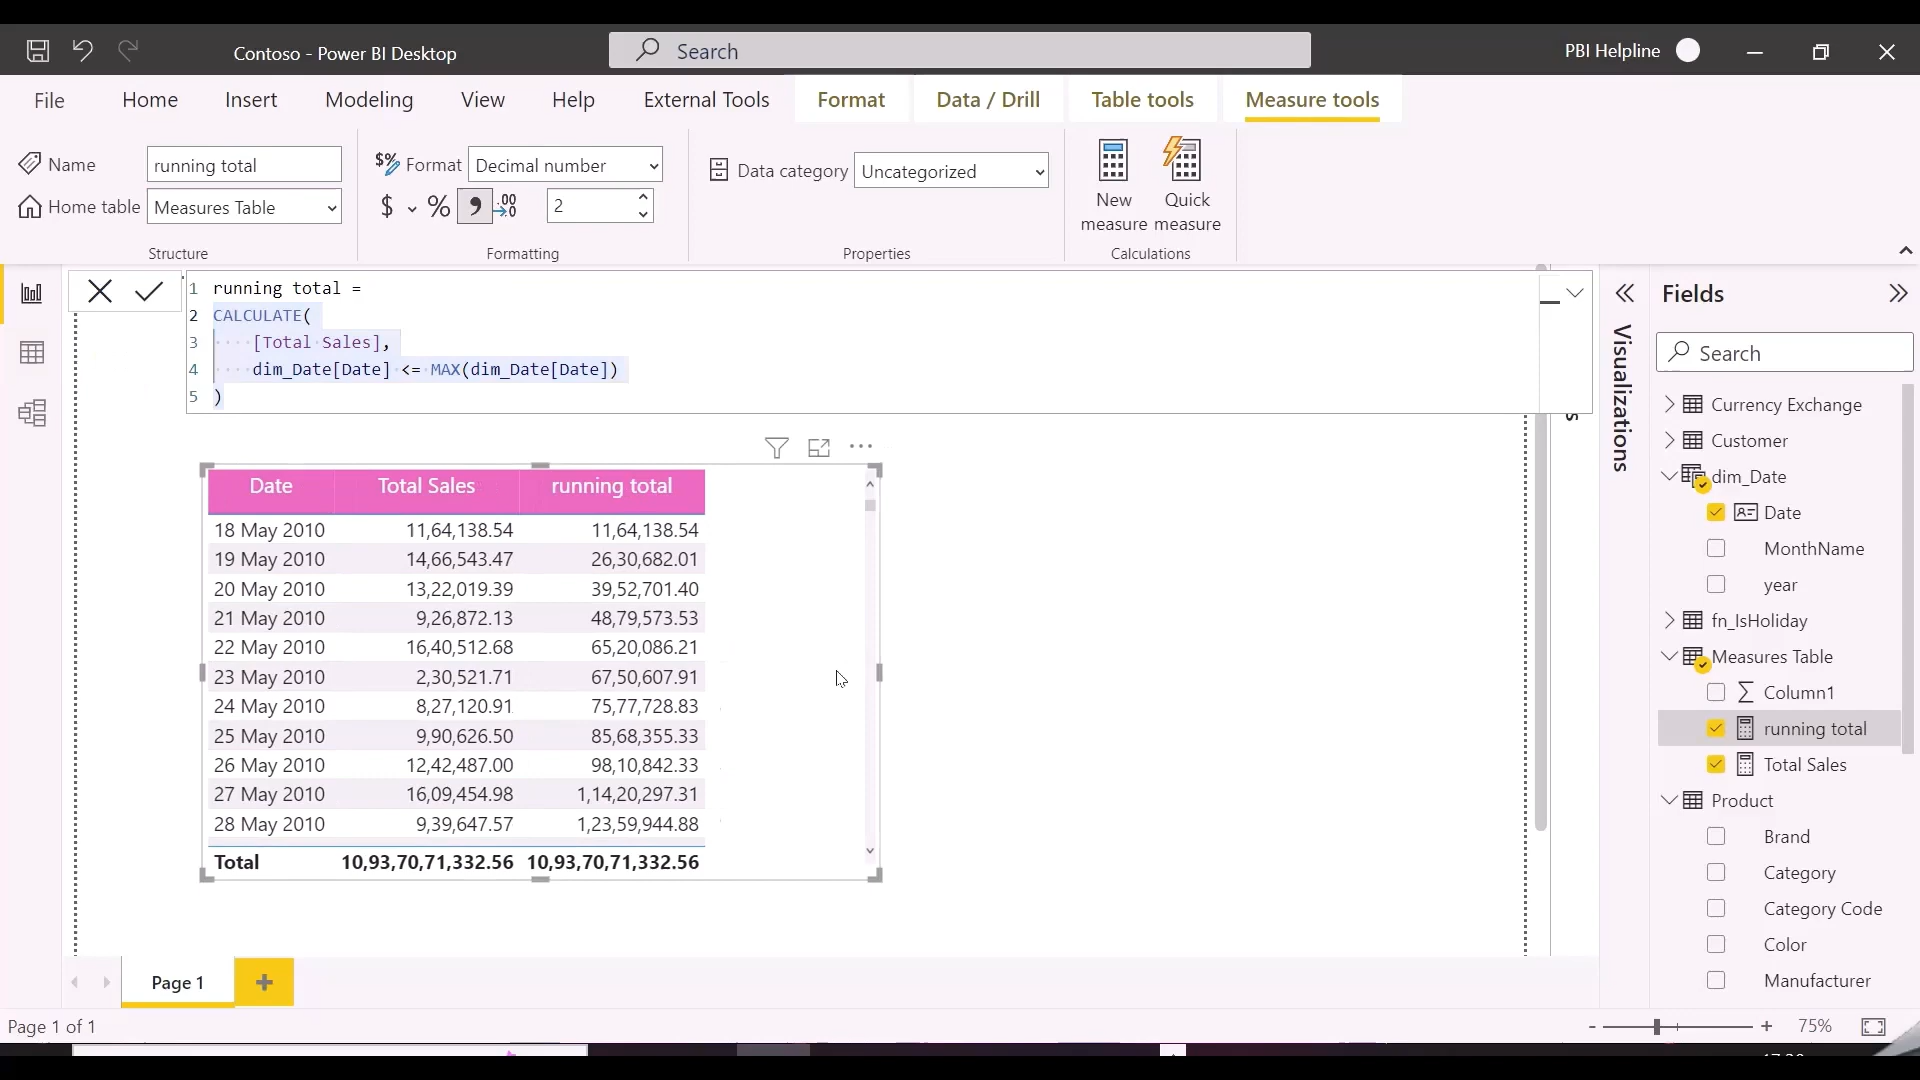 Contoso - Power BI Desktop
Search
PBI Helpline
File Home Insert Modeling View Help External Tools Format Data / Drill Table tools Measure tools
Name running total
Home table Measures Table
Structure
$% Format Decimal number
$ % , .00 2
Formatting
Data category Uncategorized
Properties
New measure
Quick measure
Calculations
1 running total =
2 CALCULATE(
3 [Total Sales],
4 dim_Date[Date] <= MAX(dim_Date[Date])
5 )
Date Total Sales running total
18 May 2010 11,64,138.54 11,64,138.54
19 May 2010 14,66,543.47 26,30,682.01
20 May 2010 13,22,019.39 39,52,701.40
21 May 2010 9,26,872.13 48,79,573.53
22 May 2010 16,40,512.68 65,20,086.21
23 May 2010 2,30,521.71 67,50,607.91
24 May 2010 8,27,120.91 75,77,728.83
25 May 2010 9,90,626.50 85,68,355.33
26 May 2010 12,42,487.00 98,10,842.33
27 May 2010 16,09,454.98 1,14,20,297.31
28 May 2010 9,39,647.57 1,23,59,944.88
Total 10,93,70,71,332.56 10,93,70,71,332.56
Visualizations
Fields
Search
Currency Exchange
Customer
dim_Date
Date
MonthName
year
fn_IsHoliday
Measures Table
Column1
running total
Total Sales
Product
Brand
Category
Category Code
Color
Manufacturer
Page 1
Page 1 of 1
- + 75%